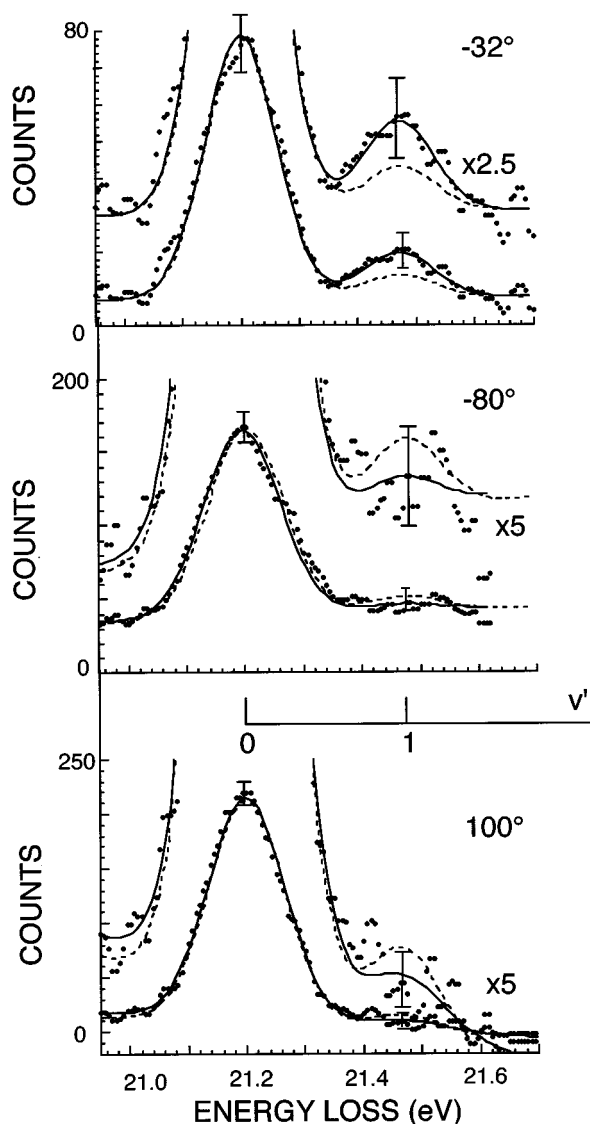 80
COUNTS
-32°
x2.5
0
200
COUNTS
-80°
x5
0
v'
0 1
250
COUNTS
100°
x5
0
21.0 21.2 21.4 21.6
ENERGY LOSS (eV)